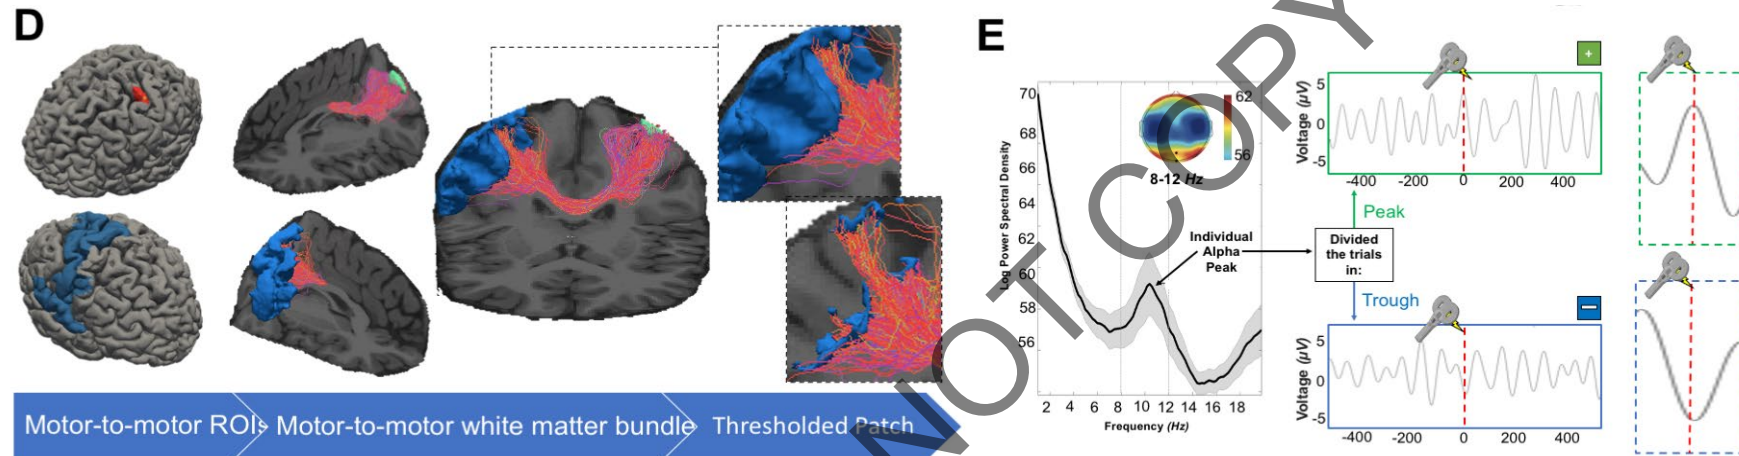 D
Motor-to-motor ROIs
Motor-to-motor white matter bundle
Thresholded Patch
E
70
68
66
64
62
60
58
56
Log Power Spectral Density
2 4 6 8 10 12 14 16 18
Frequency (Hz)
62
56
8-12 Hz
Individual
Alpha
Peak
Divided
the trials
in:
Peak
Trough
+
Voltage (µV)
5
0
-5
-400 -200 0 200 400
Voltage (µV)
5
0
-5
-400 -200 0 200 400
NOT COPY